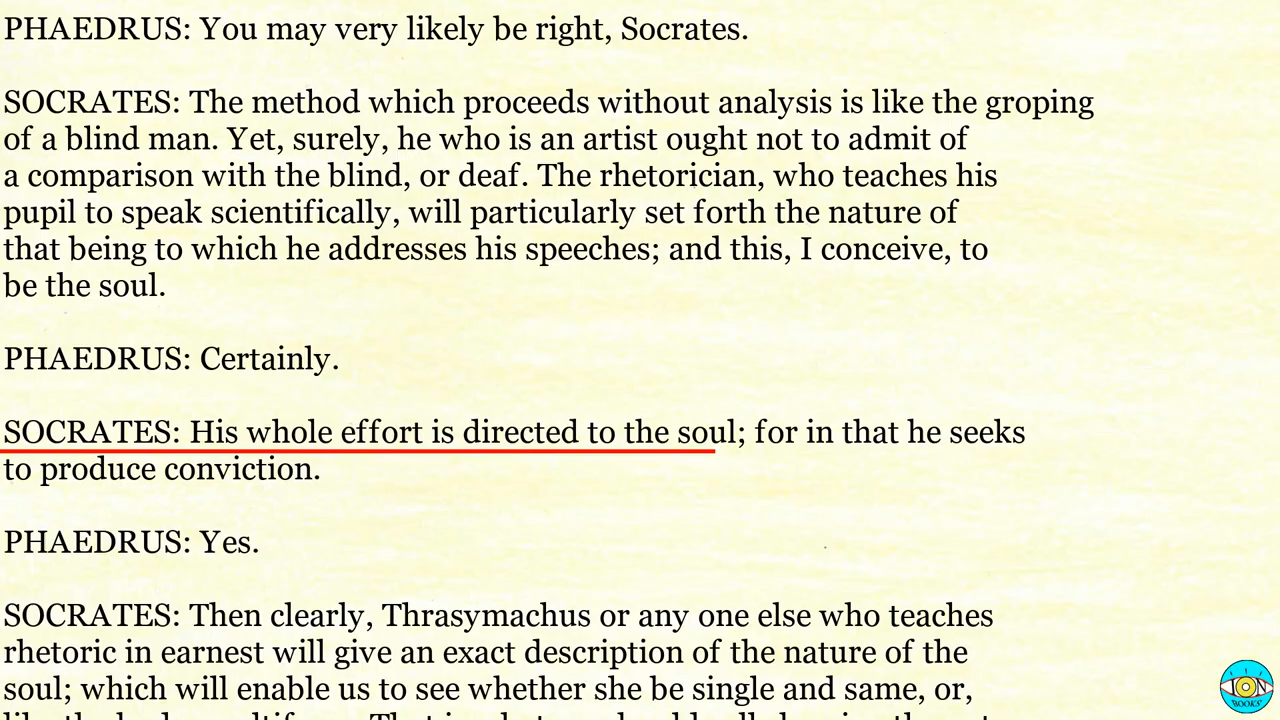 PHAEDRUS: You may very likely be right, Socrates.
SOCRATES: The method which proceeds without analysis is like the groping
of a blind man. Yet, surely, he who is an artist ought not to admit of
a comparison with the blind, or deaf. The rhetorician, who teaches his
pupil to speak scientifically, will particularly set forth the nature of
that being to which he addresses his speeches; and this, I conceive, to
be the soul.
PHAEDRUS: Certainly.
SOCRATES: His whole effort is directed to the soul; for in that he seeks
to produce conviction.
PHAEDRUS: Yes.
SOCRATES: Then clearly, Thrasymachus or any one else who teaches
rhetoric in earnest will give an exact description of the nature of the
soul; which will enable us to see whether she be single and same, or,
ION
BOOKS